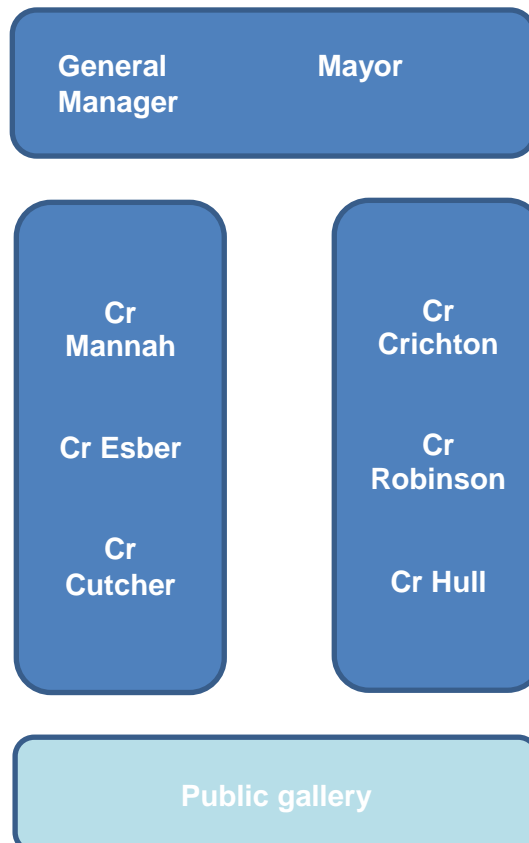 General
Manager
Mayor
Cr
Mannah
Cr Esber
Cr
Cutcher
Cr
Crichton
Cr
Robinson
Cr Hull
Public gallery